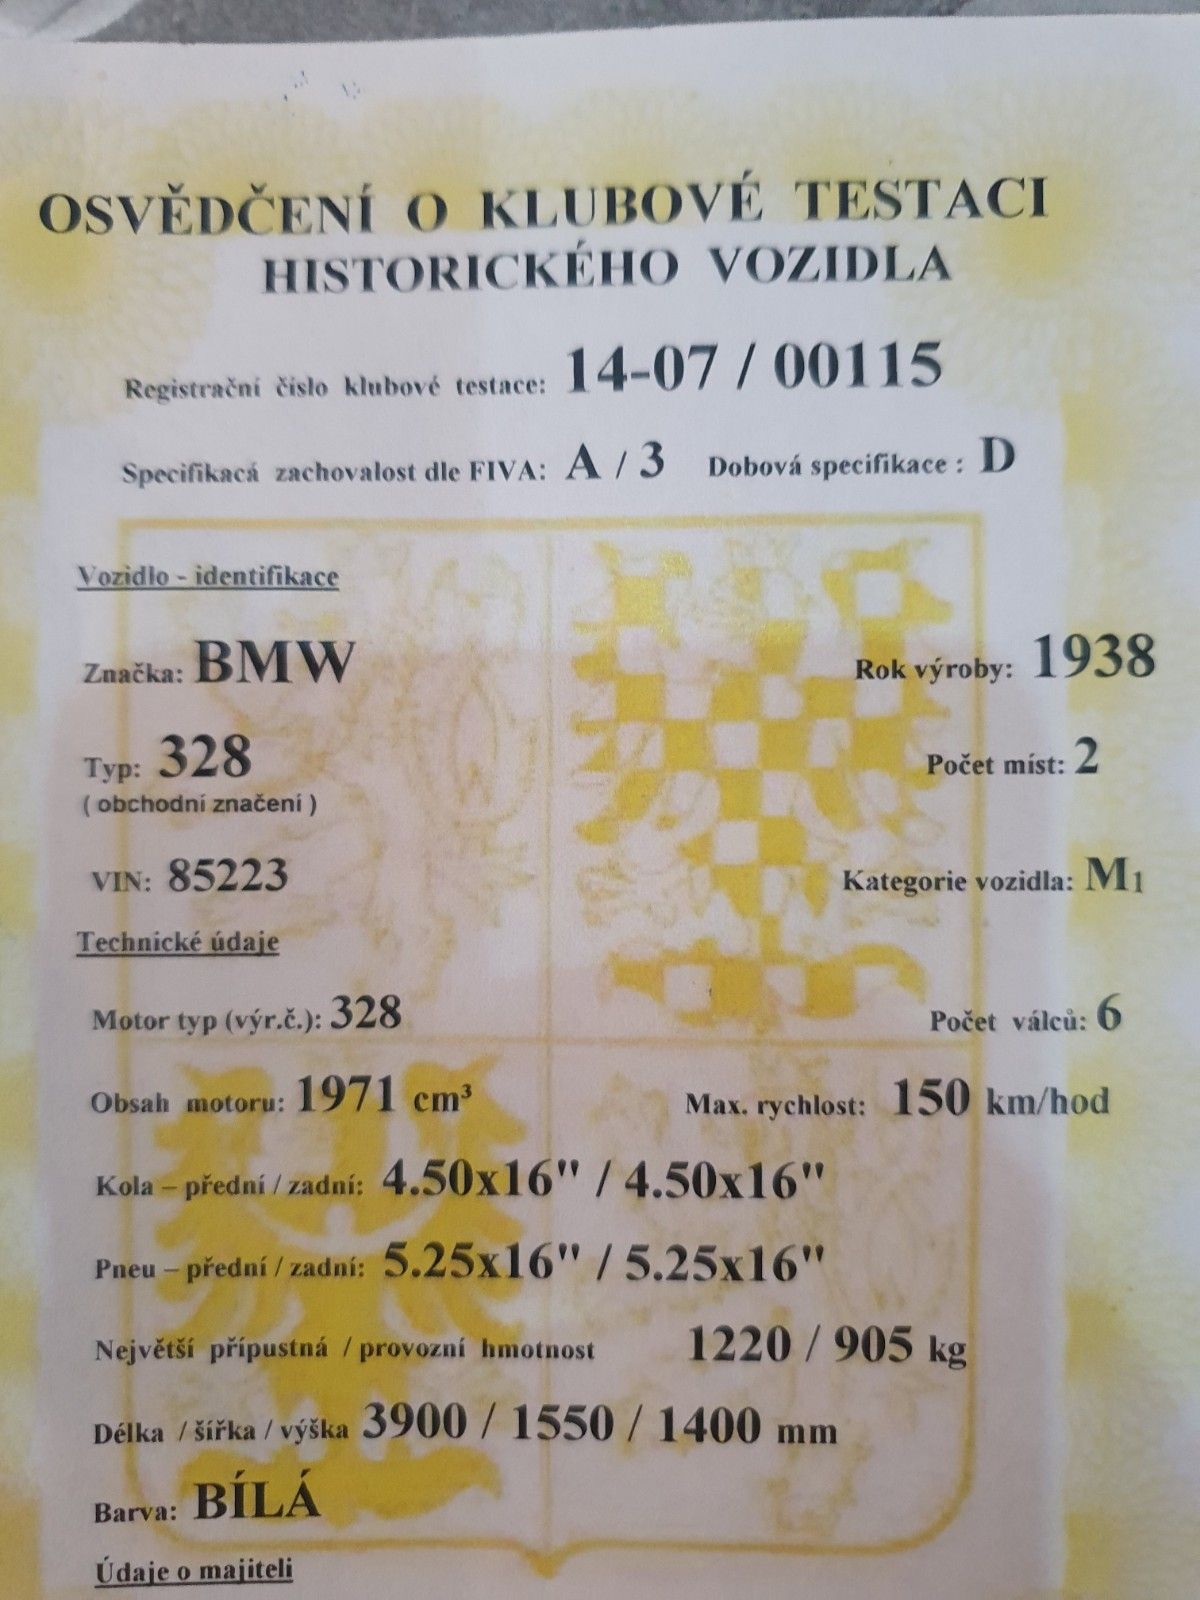 OSVĚDČENÍ O KLUBOVÉ TESTACI
HISTORICKÉHO VOZIDLA
Registrační číslo klubové testace: 14-07 / 00115
Specifikacá zachovalost dle FIVA: A / 3 Dobová specifikace : D
Vozidlo - identifikace
Značka: BMW Rok výroby: 1938
Typ: 328 Počet míst: 2
( obchodní značení )
VIN: 85223 Kategorie vozidla: M1
Technické údaje
Motor typ (výr.č.): 328 Počet válců: 6
Obsah motoru: 1971 cm³ Max. rychlost: 150 km/hod
Kola – přední / zadní: 4.50x16" / 4.50x16"
Pneu – přední / zadní: 5.25x16" / 5.25x16"
Největší přípustná / provozní hmotnost 1220 / 905 kg
Délka / šířka / výška 3900 / 1550 / 1400 mm
Barva: BÍLÁ
Údaje o majiteli